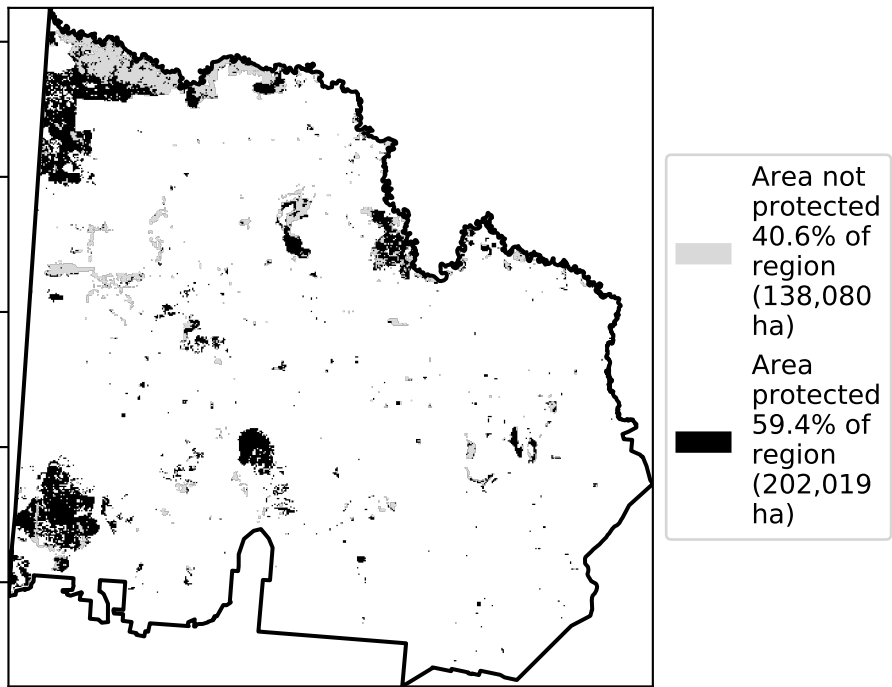 Area not
protected
40.6% of
region
(138,080
ha)
Area
protected
59.4% of
region
(202,019
ha)